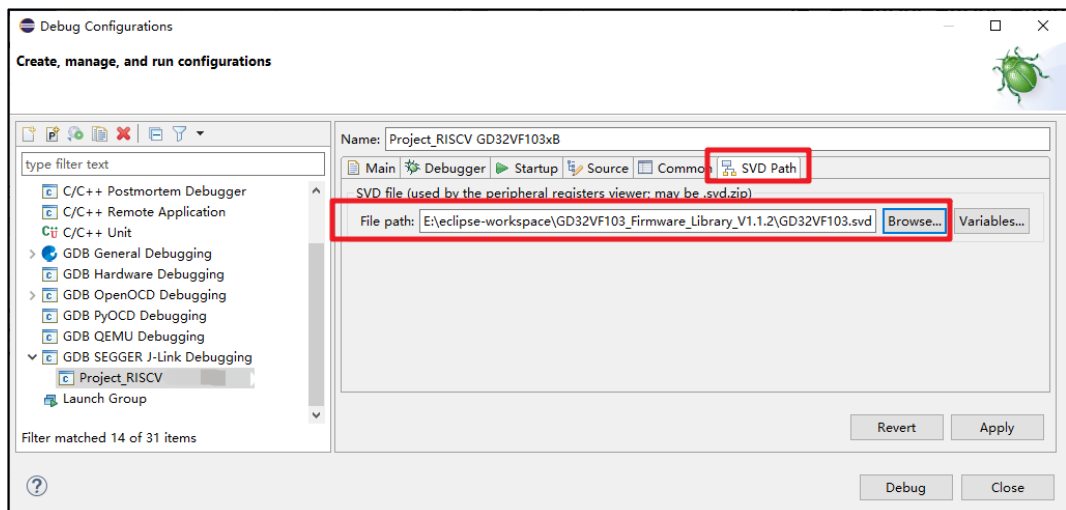 Debug Configurations
Create, manage, and run configurations
type filter text
C/C++ Postmortem Debugger
C/C++ Remote Application
C/C++ Unit
GDB General Debugging
GDB Hardware Debugging
GDB OpenOCD Debugging
GDB PyOCD Debugging
GDB QEMU Debugging
GDB SEGGER J-Link Debugging
Project_RISCV
Launch Group
Filter matched 14 of 31 items
Name: Project_RISCV GD32VF103xB
Main Debugger Startup Source Common SVD Path
SVD file (used by the peripheral registers viewer; may be .svd.zip)
File path: E:\eclipse-workspace\GD32VF103_Firmware_Library_V1.1.2\GD32VF103.svd Browse... Variables...
Revert Apply
Debug Close